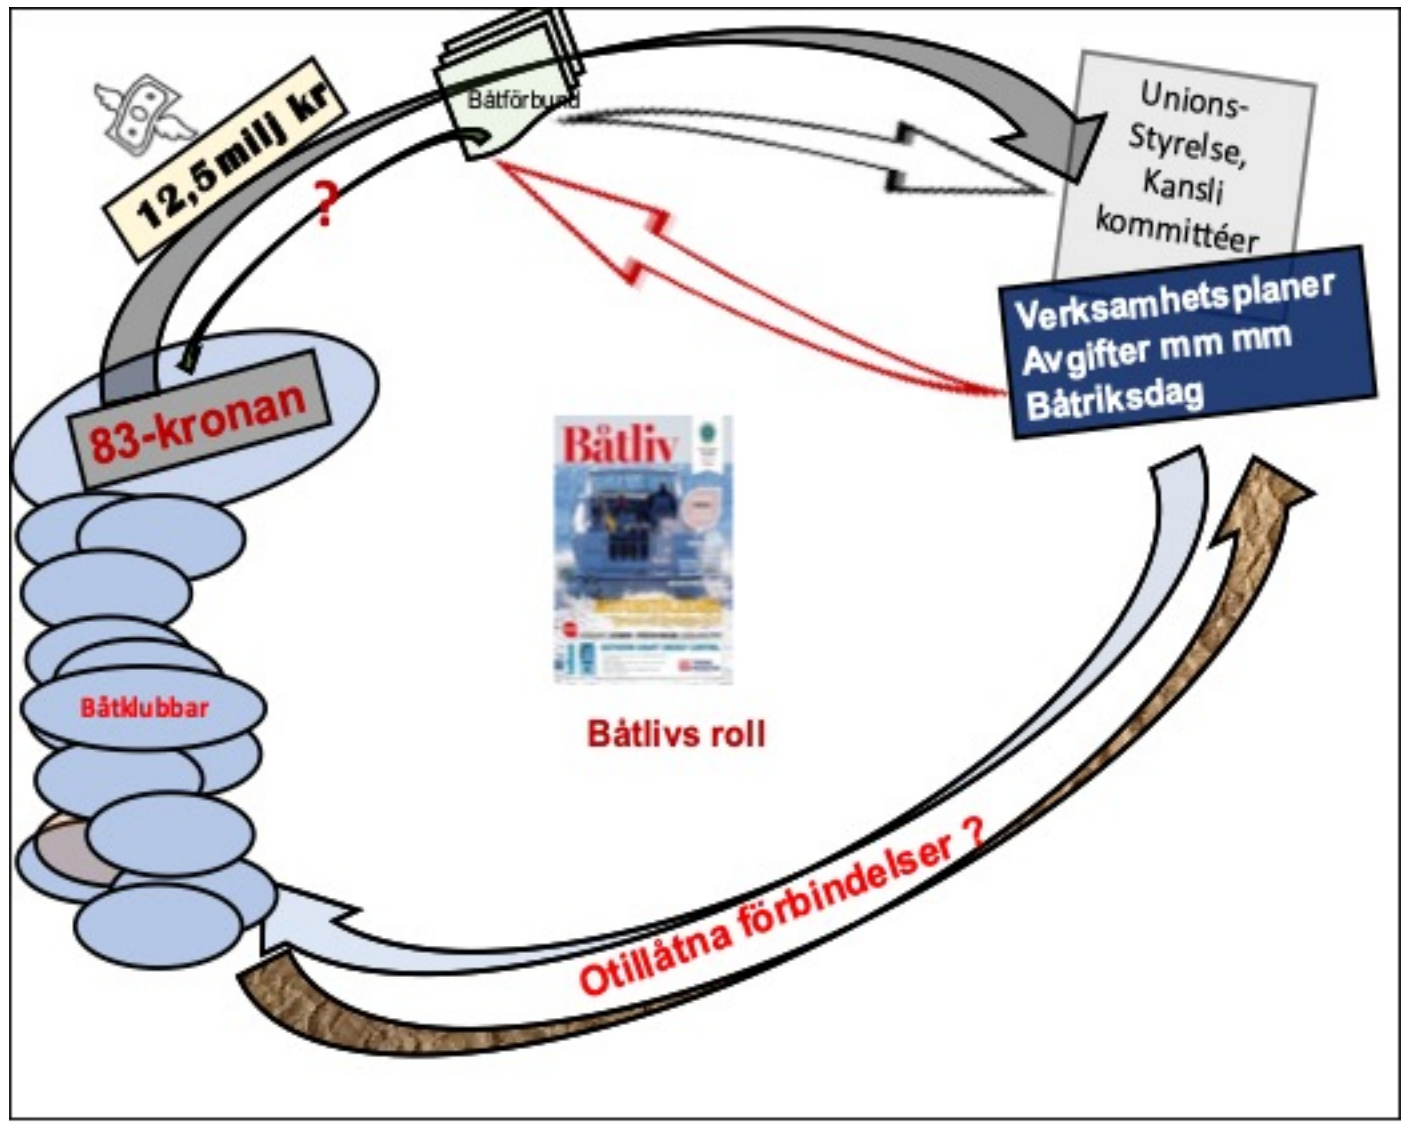 12,5milj kr
Båtförbund
?
Unions-
Styrelse,
Kansli
kommittéer
Verksamhetsplaner
Avgifter mm mm
Båtriksdag
83-kronan
Båtliv
Båtklubbar
Båtlivs roll
Otillåtna förbindelser ?